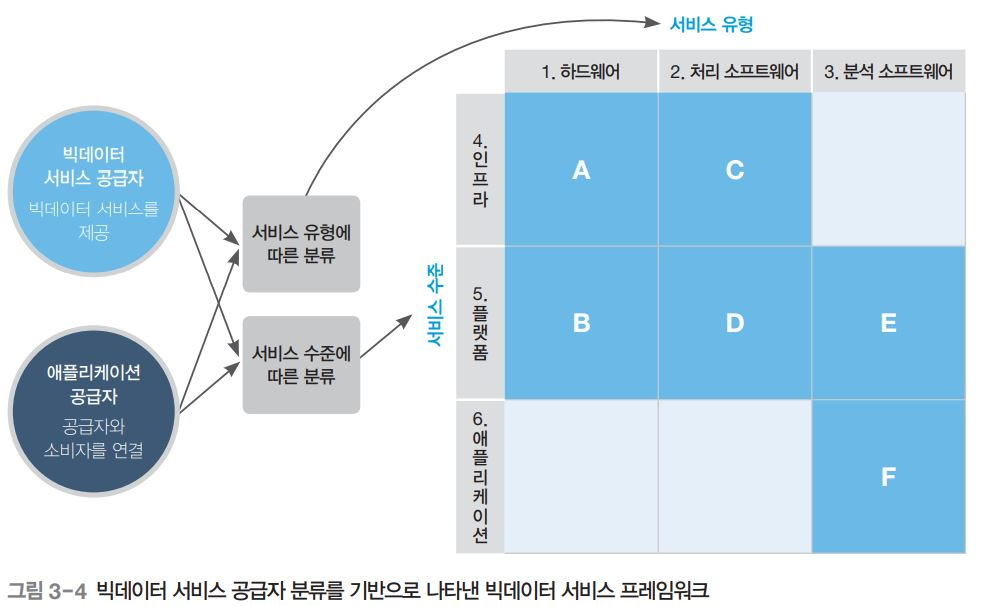 서비스 유형
1. 하드웨어
2. 처리 소프트웨어
3. 분석 소프트웨어
빅데이터
서비스 공급자
빅데이터 서비스를
제공
애플리케이션
공급자
공급자와
소비자를 연결
서비스 유형에
따른 분류
서비스 수준에
따른 분류
서비스 수준
4. 인프라
A
C
5. 플랫폼
B
D
E
6. 애플리케이션
F
그림 3-4 빅데이터 서비스 공급자 분류를 기반으로 나타낸 빅데이터 서비스 프레임워크